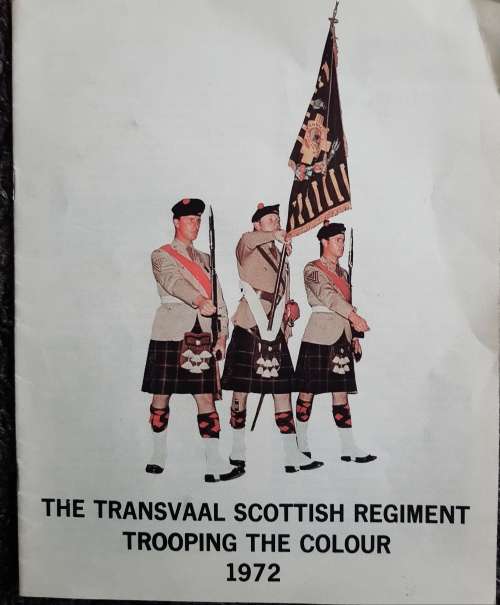 THE TRANSVAAL SCOTTISH REGIMENT
TROOPING THE COLOUR
1972